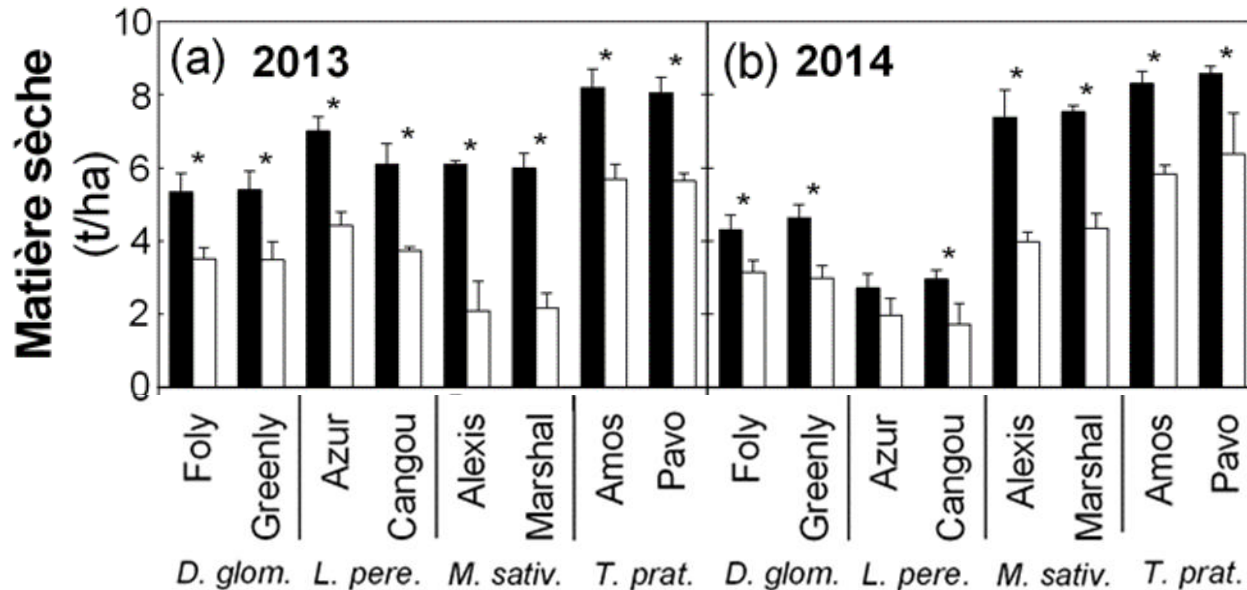 Matière sèche
(t/ha)
10
8
6
4
2
0
(a) 2013
* * * * * * * *
(b) 2014
* * * * * * *
Foly Greenly Azur Cangou Alexis Marshal Amos Pavo
Foly Greenly Azur Cangou Alexis Marshal Amos Pavo
D. glom. L. pere. M. sativ. T. prat.
D. glom. L. pere. M. sativ. T. prat.